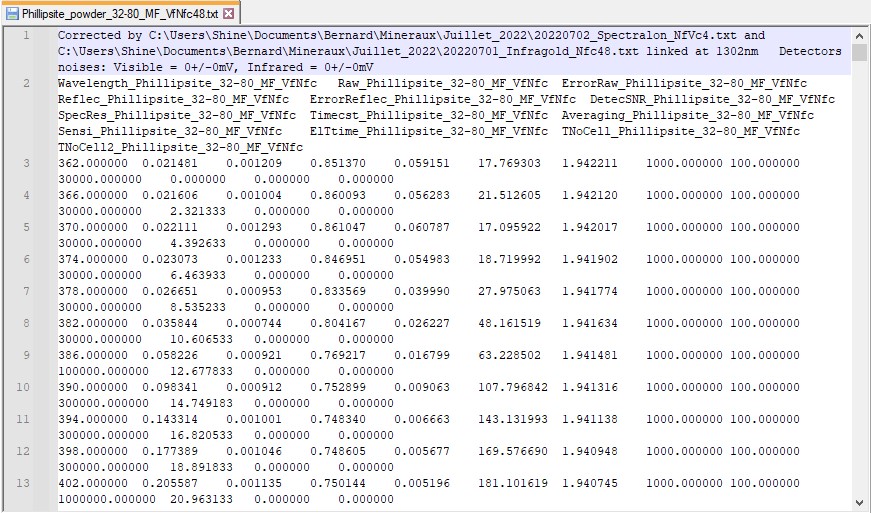 Phillipsite_powder_32-80_MF_VfNfc48.txt
1 Corrected by C:\Users\Shine\Documents\Bernard\Mineraux\Juillet_2022\20220702_Spectralon_NfVc4.txt and
C:\Users\Shine\Documents\Bernard\Mineraux\Juillet_2022\20220701_Infragold_Nfc48.txt linked at 1302nm Detectors
noises: Visible = 0+/-0mV, Infrared = 0+/-0mV
2 Wavelength_Phillipsite_32-80_MF_VfNfc Raw_Phillipsite_32-80_MF_VfNfc ErrorRaw_Phillipsite_32-80_MF_VfNfc
Reflec_Phillipsite_32-80_MF_VfNfc ErrorReflec_Phillipsite_32-80_MF_VfNfc DetecSNR_Phillipsite_32-80_MF_VfNfc
SpecRes_Phillipsite_32-80_MF_VfNfc Timecst_Phillipsite_32-80_MF_VfNfc Averaging_Phillipsite_32-80_MF_VfNfc
Sensi_Phillipsite_32-80_MF_VfNfc ElTtime_Phillipsite_32-80_MF_VfNfc TNoCell_Phillipsite_32-80_MF_VfNfc
TNoCell2_Phillipsite_32-80_MF_VfNfc
3 362.000000 0.021481 0.001209 0.851370 0.059151 17.769303 1.942211 1000.000000 100.000000
30000.000000 0.000000 0.000000 0.000000
4 366.000000 0.021606 0.001004 0.860093 0.056283 21.512605 1.942120 1000.000000 100.000000
30000.000000 2.321333 0.000000 0.000000
5 370.000000 0.022111 0.001293 0.861047 0.060787 17.095922 1.942017 1000.000000 100.000000
30000.000000 4.392633 0.000000 0.000000
6 374.000000 0.023073 0.001233 0.846951 0.054983 18.719992 1.941902 1000.000000 100.000000
30000.000000 6.463933 0.000000 0.000000
7 378.000000 0.026651 0.000953 0.833569 0.039990 27.975063 1.941774 1000.000000 100.000000
30000.000000 8.535233 0.000000 0.000000
8 382.000000 0.035844 0.000744 0.804167 0.026227 48.161519 1.941634 1000.000000 100.000000
30000.000000 10.606533 0.000000 0.000000
9 386.000000 0.058226 0.000921 0.769217 0.016799 63.228502 1.941481 1000.000000 100.000000
100000.000000 12.677833 0.000000 0.000000
10 390.000000 0.098341 0.000912 0.752899 0.009063 107.796842 1.941316 1000.000000 100.000000
300000.000000 14.749183 0.000000 0.000000
11 394.000000 0.143314 0.001001 0.748340 0.006663 143.131993 1.941138 1000.000000 100.000000
300000.000000 16.820533 0.000000 0.000000
12 398.000000 0.177389 0.001046 0.748605 0.005677 169.576690 1.940948 1000.000000 100.000000
300000.000000 18.891833 0.000000 0.000000
13 402.000000 0.205587 0.001135 0.750144 0.005196 181.101619 1.940745 1000.000000 100.000000
1000000.000000 20.963133 0.000000 0.000000